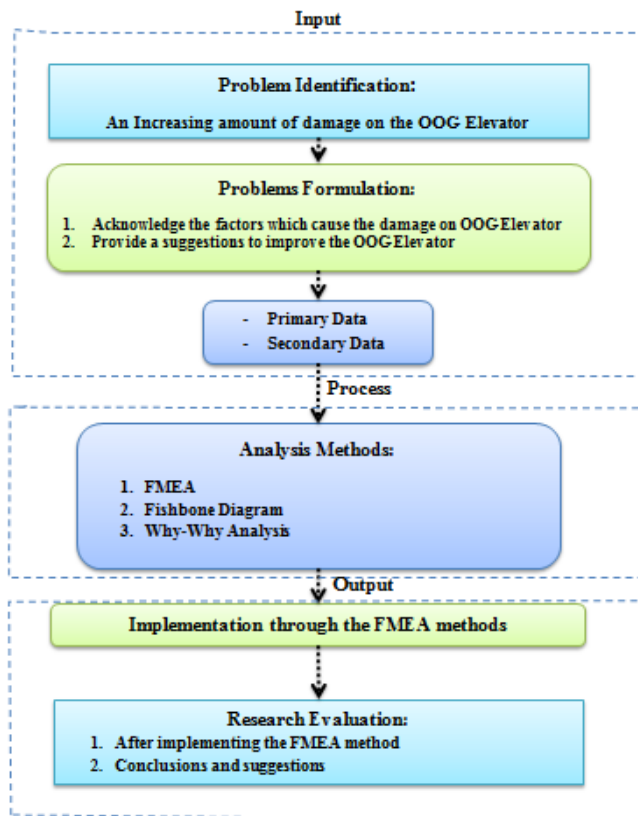 Input
Problem Identification:
An Increasing amount of damage on the OOG Elevator
Problems Formulation:
1. Acknowledge the factors which cause the damage on OOG Elevator
2. Provide a suggestions to improve the OOG Elevator
- Primary Data
- Secondary Data
Process
Analysis Methods:
1. FMEA
2. Fishbone Diagram
3. Why-Why Analysis
Output
Implementation through the FMEA methods
Research Evaluation:
1. After implementing the FMEA method
2. Conclusions and suggestions